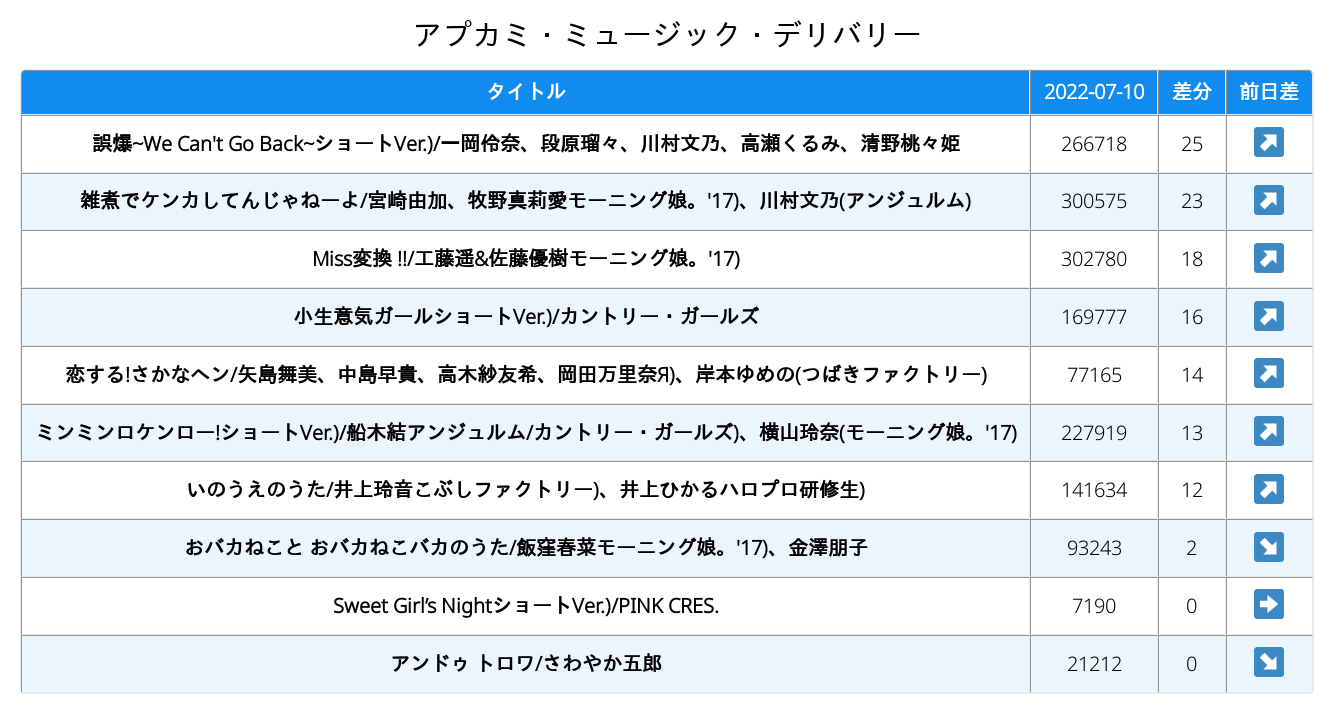 アプカミ・ミュージック・デリバリー
タイトル 2022-07-10 差分 前日差
誤爆~We Can't Go Back~ショートVer.)/一岡伶奈、段原瑠々、川村文乃、高瀬くるみ、清野桃々姫 266718 25
雑煮でケンカしてんじゃねーよ/宮崎由加、牧野真莉愛モーニング娘。'17)、川村文乃(アンジュルム) 300575 23
Miss変換 !!/工藤遥&佐藤優樹モーニング娘。'17) 302780 18
小生意気ガールショートVer.)/カントリー・ガールズ 169777 16
恋する!さかなヘン/矢島舞美、中島早貴、高木紗友希、岡田万里奈Я)、岸本ゆめの(つばきファクトリー) 77165 14
ミンミンロケンロー!ショートVer.)/船木結アンジュルム/カントリー・ガールズ)、横山玲奈(モーニング娘。'17) 227919 13
いのうえのうた/井上玲音こぶしファクトリー)、井上ひかるハロプロ研修生) 141634 12
おバカねこと おバカねこバカのうた/飯窪春菜モーニング娘。'17)、金澤朋子 93243 2
Sweet Girl’s NightショートVer.)/PINK CRES. 7190 0
アンドゥ トロワ/さわやか五郎 21212 0